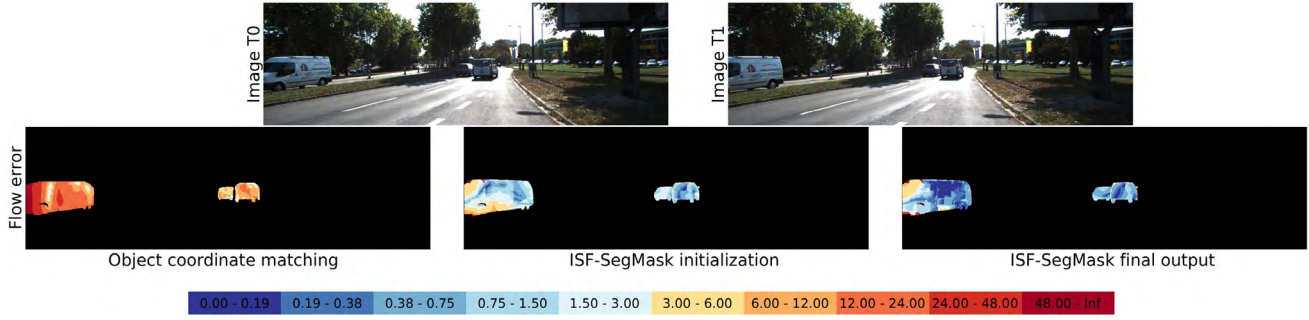 Image T0
Image T1
Flow error
Object coordinate matching
ISF-SegMask initialization
ISF-SegMask final output
0.00 - 0.19 0.19 - 0.38 0.38 - 0.75 0.75 - 1.50 1.50 - 3.00 3.00 - 6.00 6.00 - 12.00 12.00 - 24.00 24.00 - 48.00 48.00 - Inf